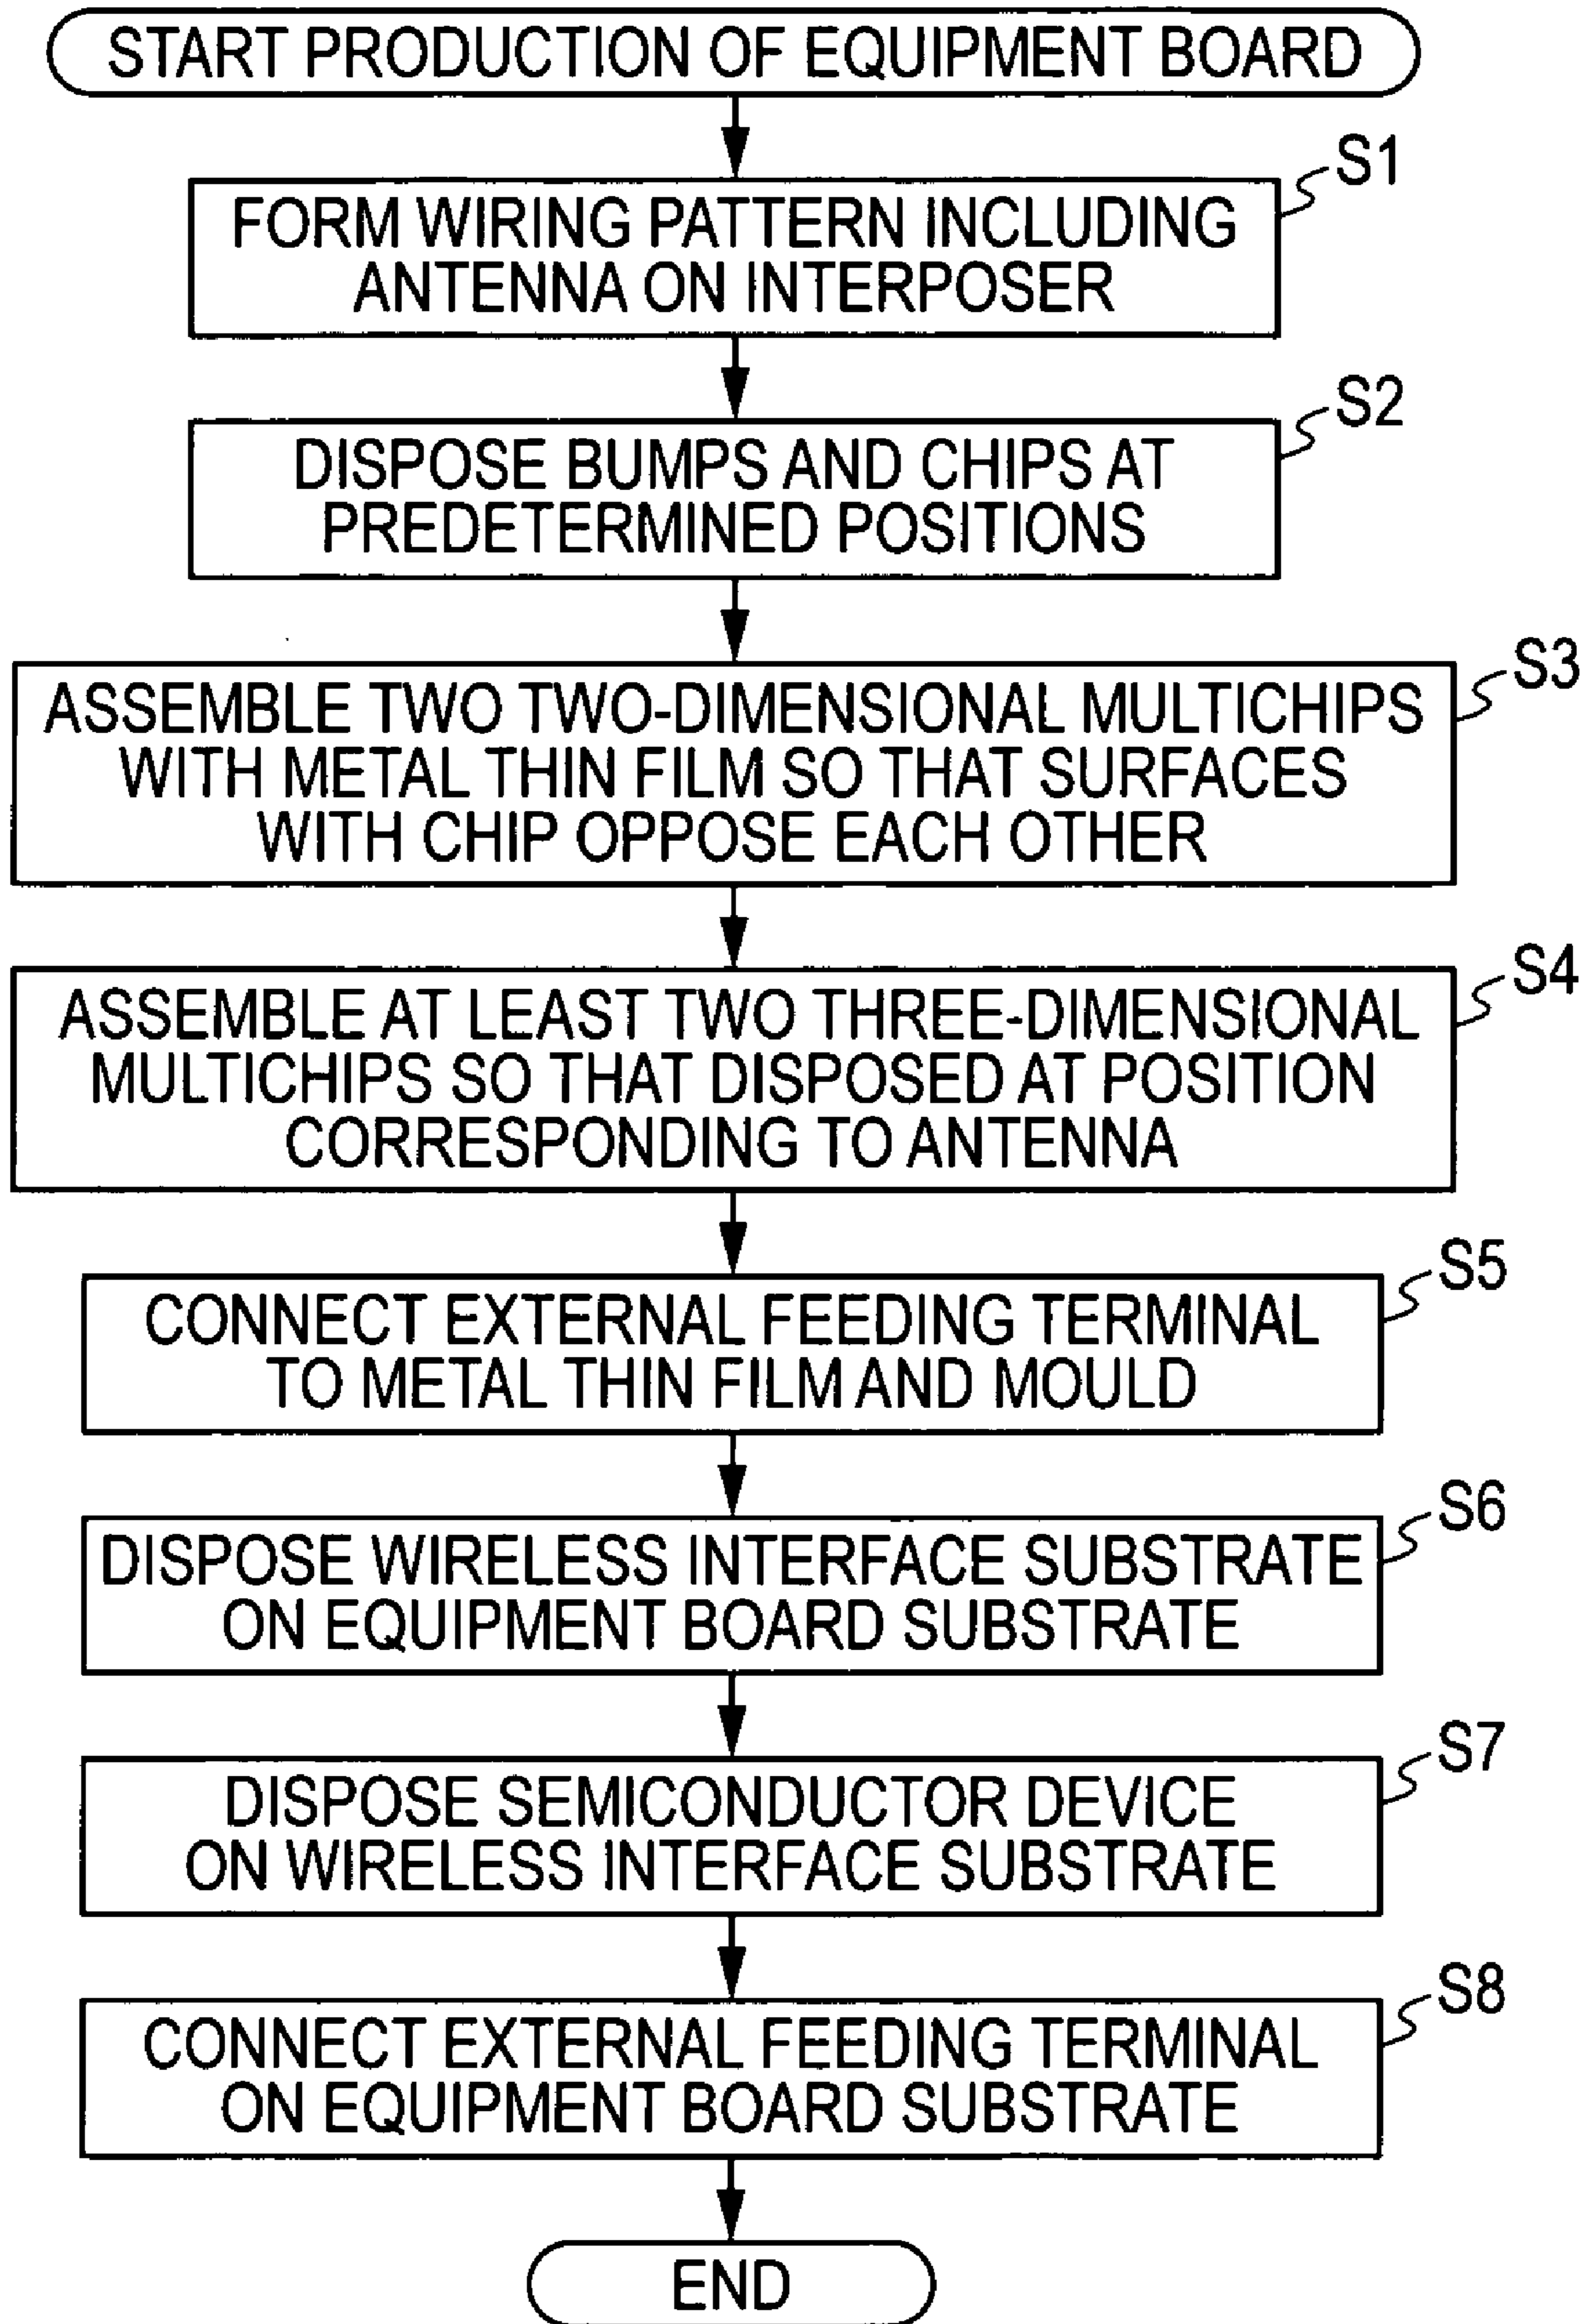 START PRODUCTION OF EQUIPMENT BOARD
S1
FORM WIRING PATTERN INCLUDING
ANTENNA ON INTERPOSER
S2
DISPOSE BUMPS AND CHIPS AT
PREDETERMINED POSITIONS
S3
ASSEMBLE TWO TWO-DIMENSIONAL MULTICHIPS
WITH METAL THIN FILM SO THAT SURFACES
WITH CHIP OPPOSE EACH OTHER
S4
ASSEMBLE AT LEAST TWO THREE-DIMENSIONAL
MULTICHIPS SO THAT DISPOSED AT POSITION
CORRESPONDING TO ANTENNA
S5
CONNECT EXTERNAL FEEDING TERMINAL
TO METAL THIN FILM AND MOULD
S6
DISPOSE WIRELESS INTERFACE SUBSTRATE
ON EQUIPMENT BOARD SUBSTRATE
S7
DISPOSE SEMICONDUCTOR DEVICE
ON WIRELESS INTERFACE SUBSTRATE
S8
CONNECT EXTERNAL FEEDING TERMINAL
ON EQUIPMENT BOARD SUBSTRATE
END